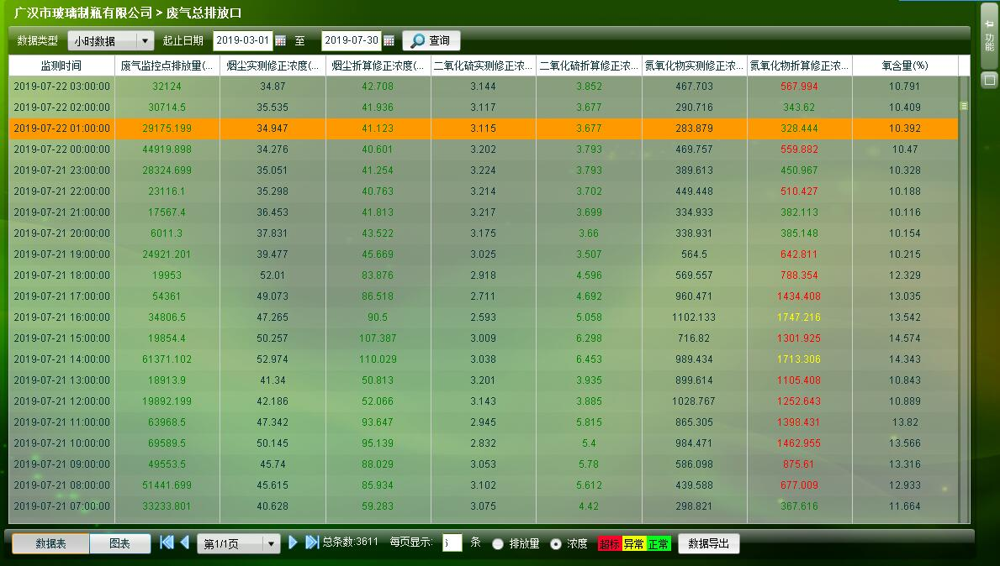 广汉市玻璃制瓶有限公司 > 废气总排放口
数据类型 小时数据 起止日期 2019-03-01 至 2019-07-30 查询
功能
监测时间 废气监控点排放量(... 烟尘实测修正浓度(... 烟尘折算修正浓度(... 二氧化硫实测修正浓... 二氧化硫折算修正浓... 氮氧化物实测修正浓... 氮氧化物折算修正浓... 氧含量(%)
2019-07-22 03:00:00 32124 34.87 42.708 3.144 3.852 467.703 567.994 10.791
2019-07-22 02:00:00 30714.5 35.535 41.936 3.117 3.677 290.716 343.62 10.409
2019-07-22 01:00:00 29175.199 34.947 41.123 3.115 3.677 283.879 328.444 10.392
2019-07-22 00:00:00 44919.898 34.276 40.601 3.202 3.793 469.757 559.882 10.47
2019-07-21 23:00:00 28324.699 35.051 41.254 3.224 3.793 389.613 450.967 10.328
2019-07-21 22:00:00 23116.1 35.298 40.763 3.214 3.702 449.448 510.427 10.188
2019-07-21 21:00:00 17567.4 36.453 41.813 3.217 3.699 334.933 382.113 10.116
2019-07-21 20:00:00 6011.3 37.831 43.522 3.175 3.66 338.931 385.148 10.154
2019-07-21 19:00:00 24921.201 39.477 45.669 3.025 3.507 564.5 642.811 10.215
2019-07-21 18:00:00 19953 52.01 83.876 2.918 4.596 569.557 788.354 12.329
2019-07-21 17:00:00 54361 49.073 86.518 2.711 4.692 960.471 1434.408 13.035
2019-07-21 16:00:00 34806.5 47.265 90.5 2.593 5.058 1102.133 1747.216 13.542
2019-07-21 15:00:00 19854.4 50.257 107.387 3.009 6.298 716.82 1301.925 14.574
2019-07-21 14:00:00 61371.102 52.974 110.029 3.038 6.453 989.434 1713.306 14.343
2019-07-21 13:00:00 18913.9 41.34 50.813 3.201 3.935 899.614 1105.408 10.843
2019-07-21 12:00:00 19892.199 42.186 52.066 3.143 3.885 1028.767 1252.643 10.889
2019-07-21 11:00:00 63968.5 47.342 93.647 2.945 5.815 865.305 1398.431 13.82
2019-07-21 10:00:00 69589.5 50.145 95.139 2.832 5.4 984.471 1462.955 13.566
2019-07-21 09:00:00 49553.5 45.74 88.029 3.053 5.78 586.098 875.61 13.316
2019-07-21 08:00:00 51441.699 45.615 85.934 3.102 5.612 439.588 677.009 12.933
2019-07-21 07:00:00 33233.801 40.628 59.283 3.075 4.42 298.821 367.616 11.664
数据表 图表 第1/1页 总条数:3611 每页显示: 条 排放量 浓度 超标 异常 正常 数据导出